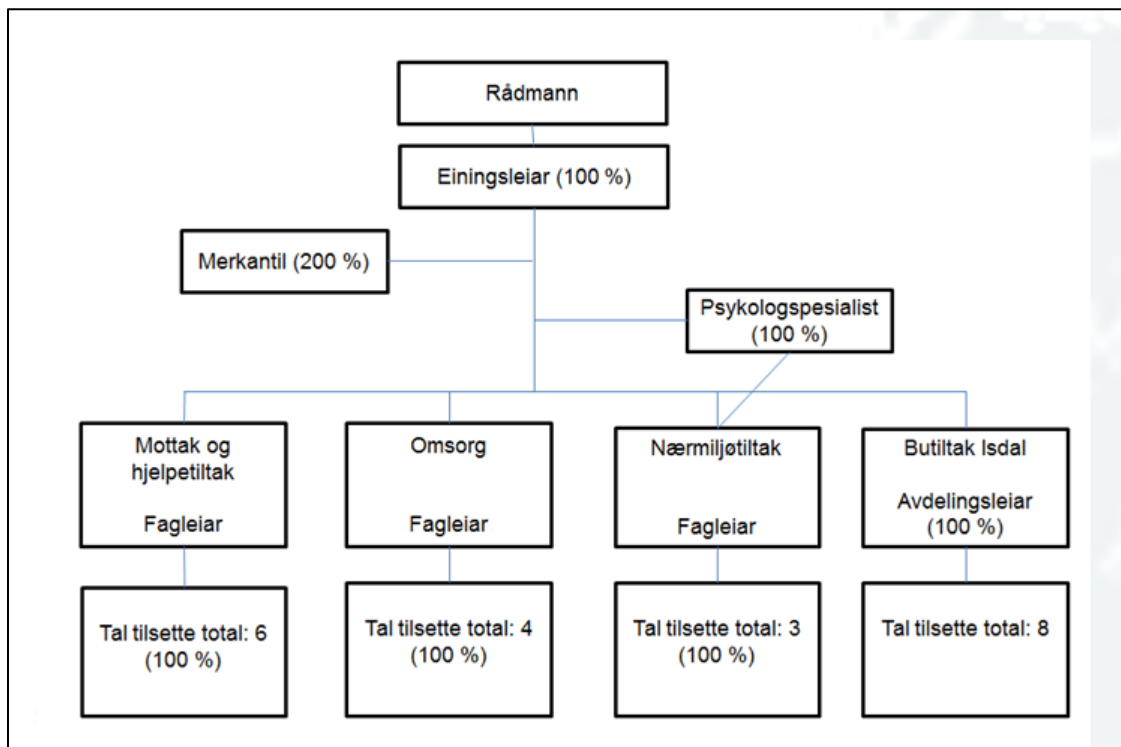 Rådmann
Einingsleiar (100 %)
Merkantil (200 %)
Psykologspesialist
(100 %)
Mottak og
hjelpetiltak
Fagleiar
Omsorg
Fagleiar
Nærmiljøtiltak
Fagleiar
Butiltak Isdal
Avdelingsleiar
(100 %)
Tal tilsette total: 6
(100 %)
Tal tilsette total: 4
(100 %)
Tal tilsette total: 3
(100 %)
Tal tilsette total: 8